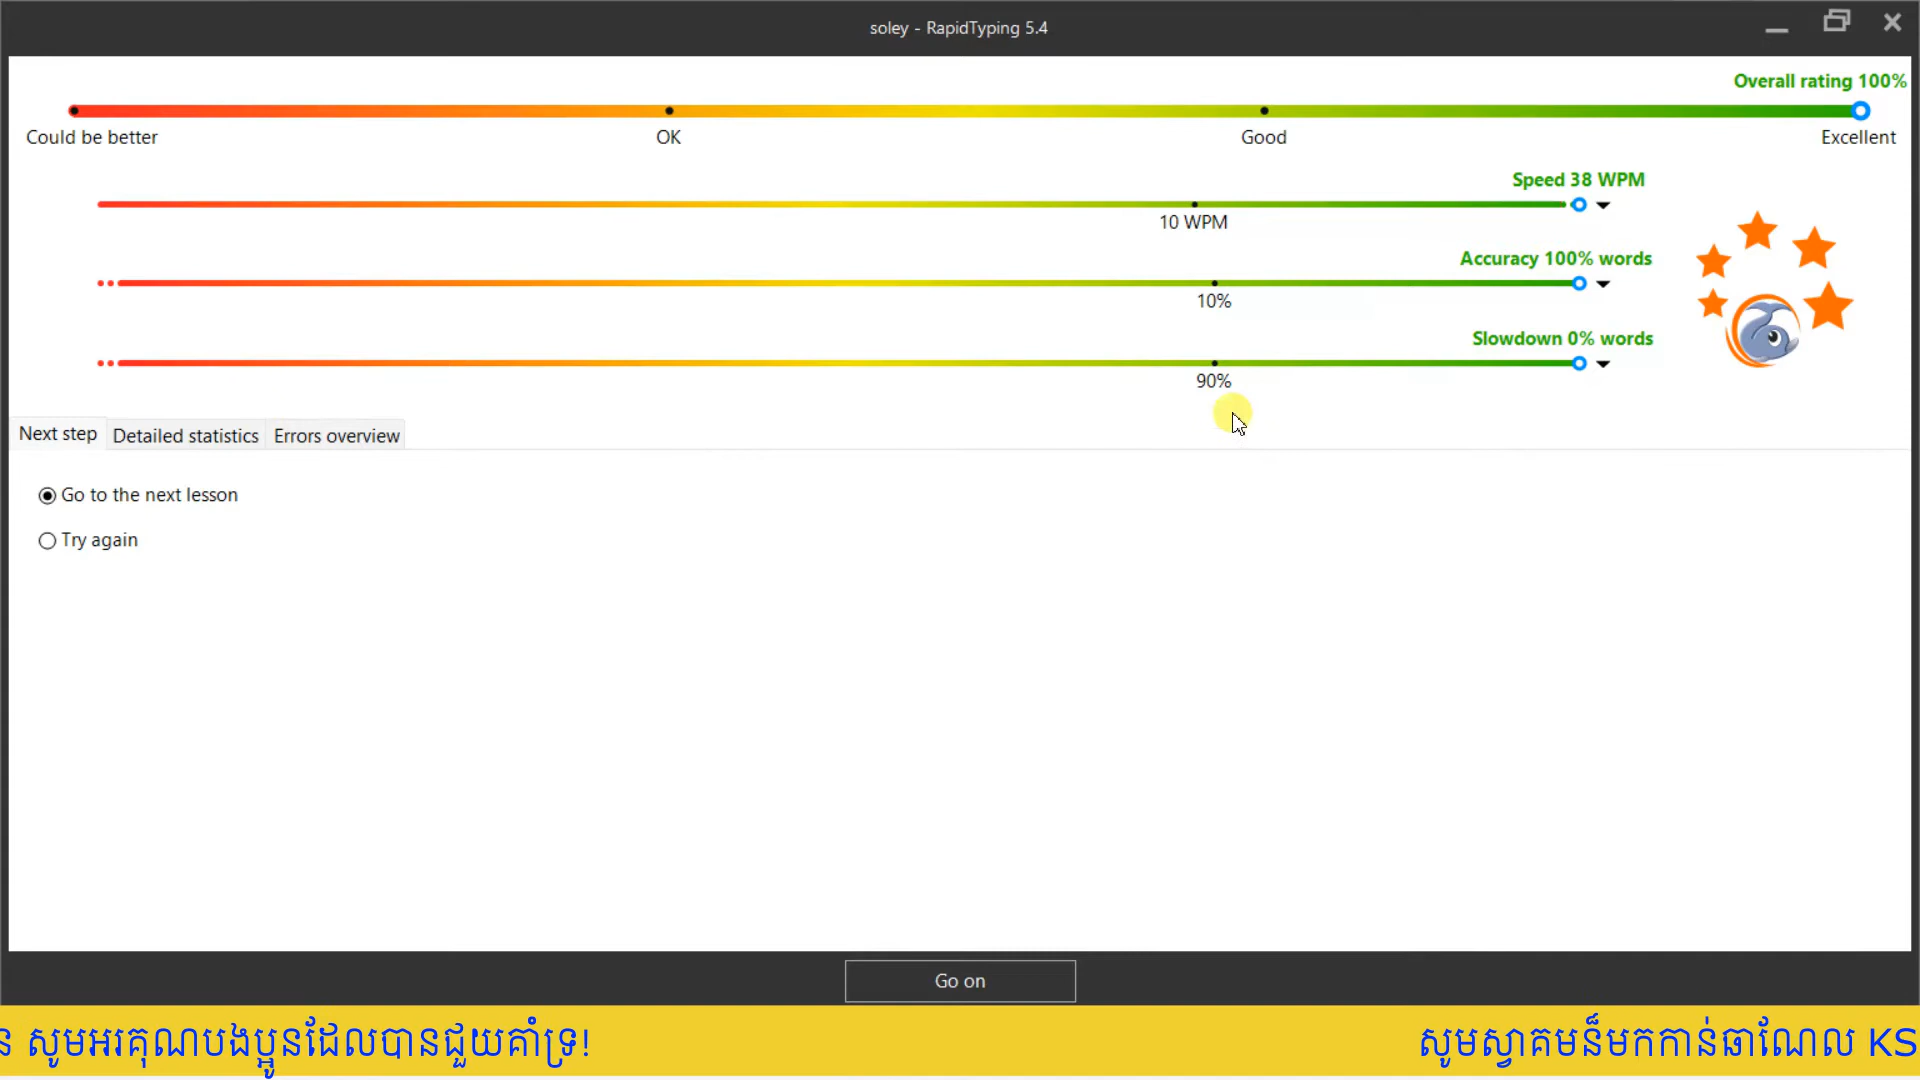 soley - RapidTyping 5.4
Overall rating 100%
Could be better
OK
Good
Excellent
Speed 38 WPM
10 WPM
Accuracy 100% words
10%
Slowdown 0% words
90%
Next step
Detailed statistics
Errors overview
Go to the next lesson
Try again
Go on
សូមអរគុណបងប្អូនដែលបានជួយគាំទ្រ!
សូមស្វាគមន៏មកកាន់ឆាណែល KS